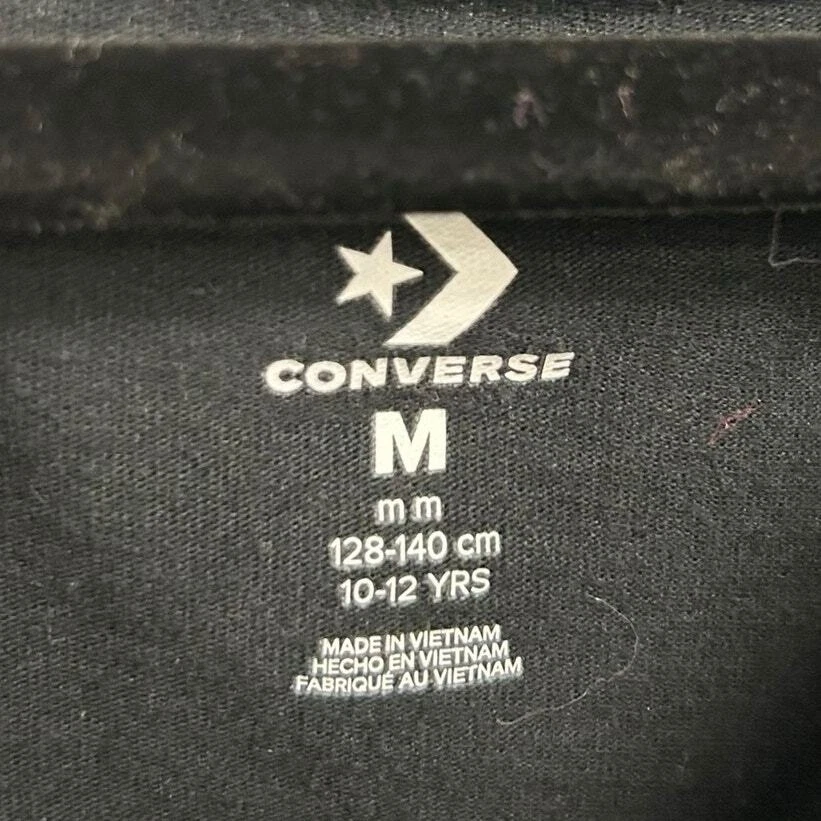 CONVERSE
M
m m
128-140 cm
10-12 YRS
MADE IN VIETNAM
HECHO EN VIETNAM
FABRIQUÉ AU VIETNAM